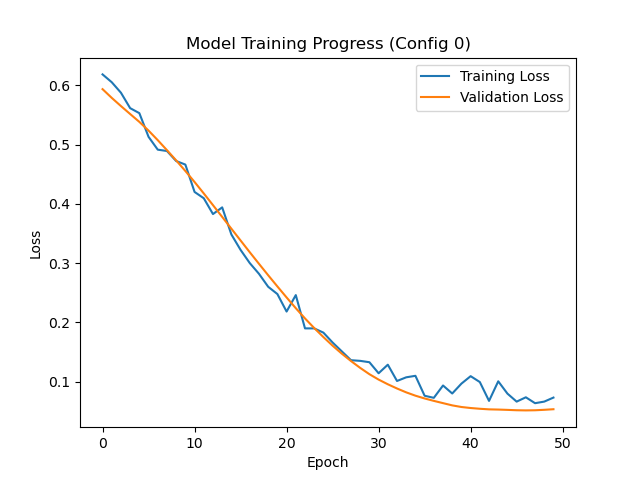 Model Training Progress (Config 0)
Training Loss
Validation Loss
0.6
0.5
0.4
0.3
0.2
0.1
Loss
0 10 20 30 40 50
Epoch